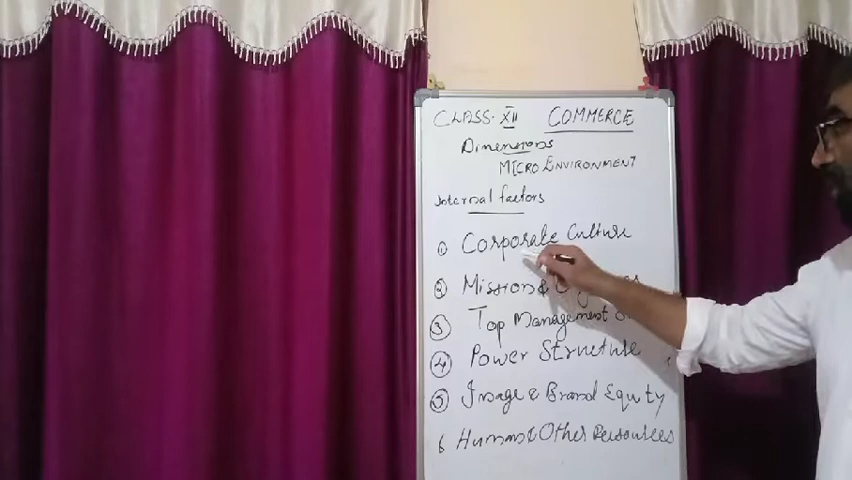 CLASS-XII COMMERCE
Dimensions
MICRO ENVIRONMENT
Internal factors
① Corporate Culture
② Mission &
③ Top Management
④ Power Structure
⑤ Image & Brand Equity
6 Human & Other Resources